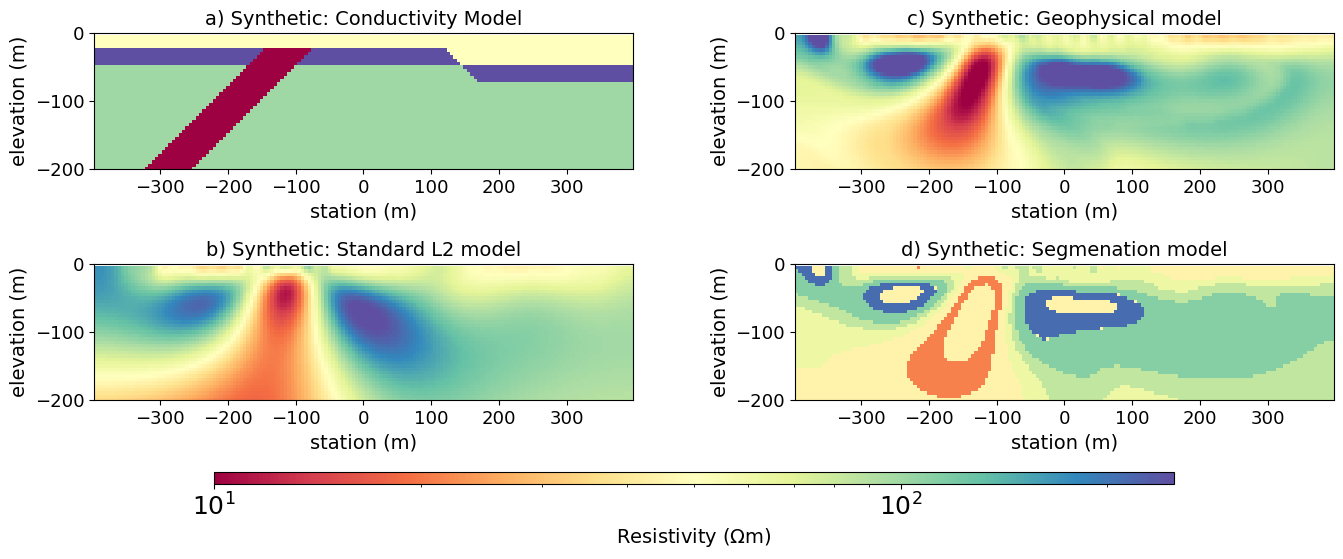 a) Synthetic: Conductivity Model
0
−100
−200
elevation (m)
−300 −200 −100 0 100 200 300
station (m)
c) Synthetic: Geophysical model
0
−100
−200
elevation (m)
−300 −200 −100 0 100 200 300
station (m)
b) Synthetic: Standard L2 model
0
−100
−200
elevation (m)
−300 −200 −100 0 100 200 300
station (m)
d) Synthetic: Segmenation model
0
−100
−200
elevation (m)
−300 −200 −100 0 100 200 300
station (m)
10¹ 10²
Resistivity (Ωm)